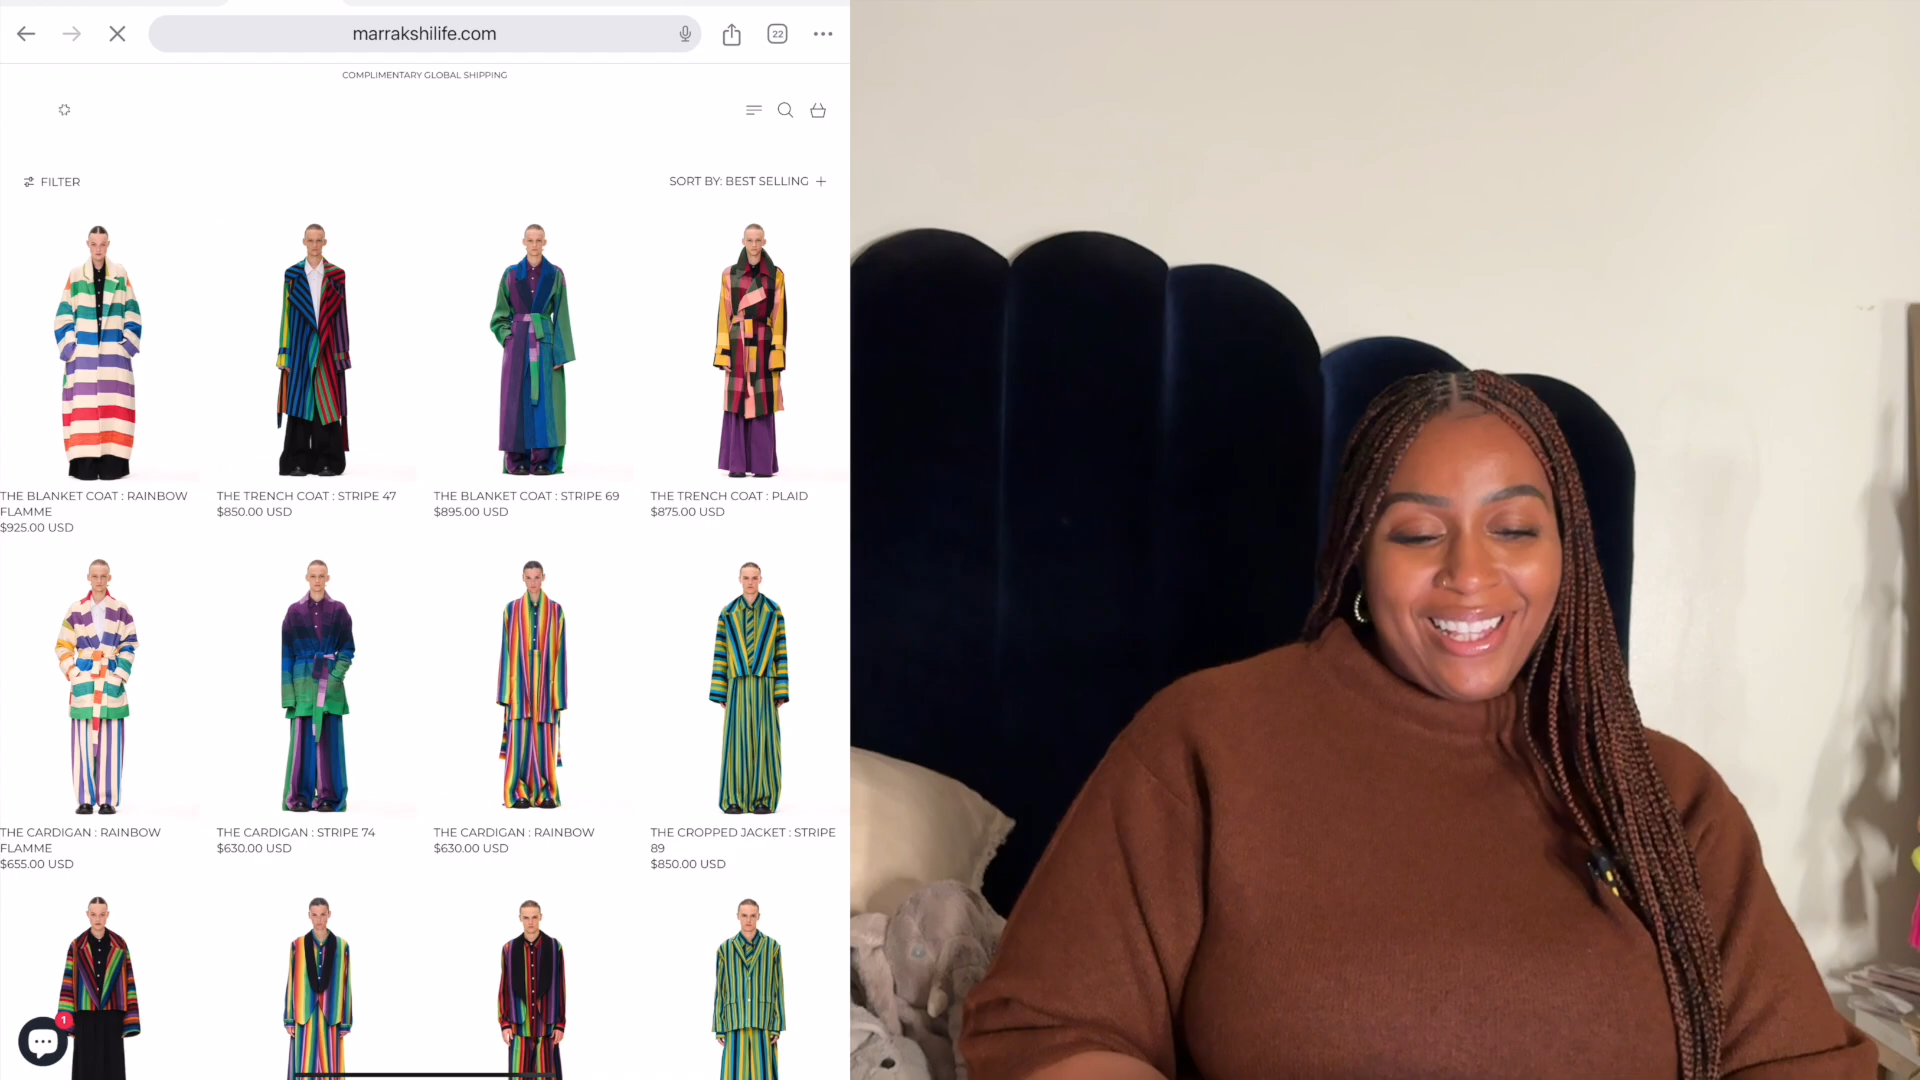 marrakshilife.com
22
COMPLIMENTARY GLOBAL SHIPPING
FILTER
SORT BY: BEST SELLING +
THE BLANKET COAT : RAINBOW
FLAMME
$925.00 USD
THE TRENCH COAT : STRIPE 47
$850.00 USD
THE BLANKET COAT : STRIPE 69
$895.00 USD
THE TRENCH COAT : PLAID
$875.00 USD
THE CARDIGAN : RAINBOW
FLAMME
$655.00 USD
THE CARDIGAN : STRIPE 74
$630.00 USD
THE CARDIGAN : RAINBOW
$630.00 USD
THE CROPPED JACKET : STRIPE
89
$850.00 USD
1